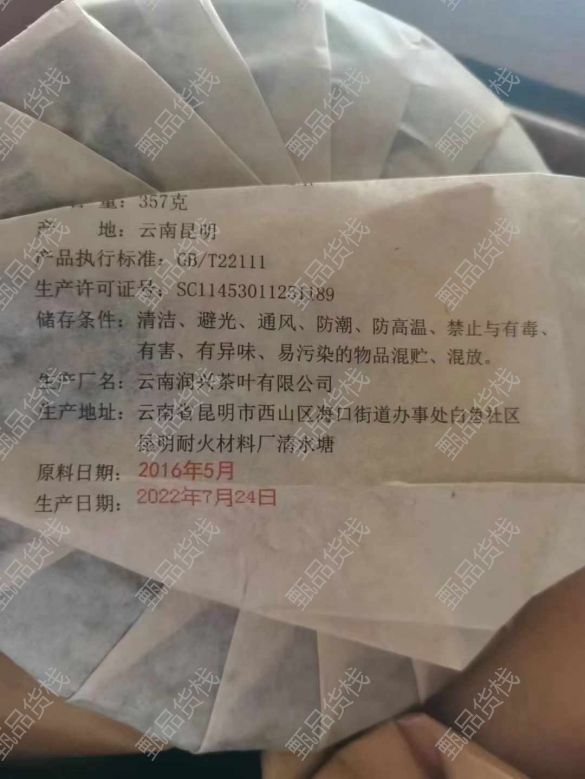 量：357克
产　　地：云南昆明
产品执行标准：GB/T22111
生产许可证号：SC11453011251189
储存条件：清洁、避光、通风、防潮、防高温、禁止与有毒、
有害、有异味、易污染的物品混贮、混放。
生产厂名：云南润兴茶叶有限公司
生产地址：云南省昆明市西山区海口街道办事处白鱼社区
昆明耐火材料厂清水塘
原料日期：2016年5月
生产日期：2022年7月24日
甄品货栈